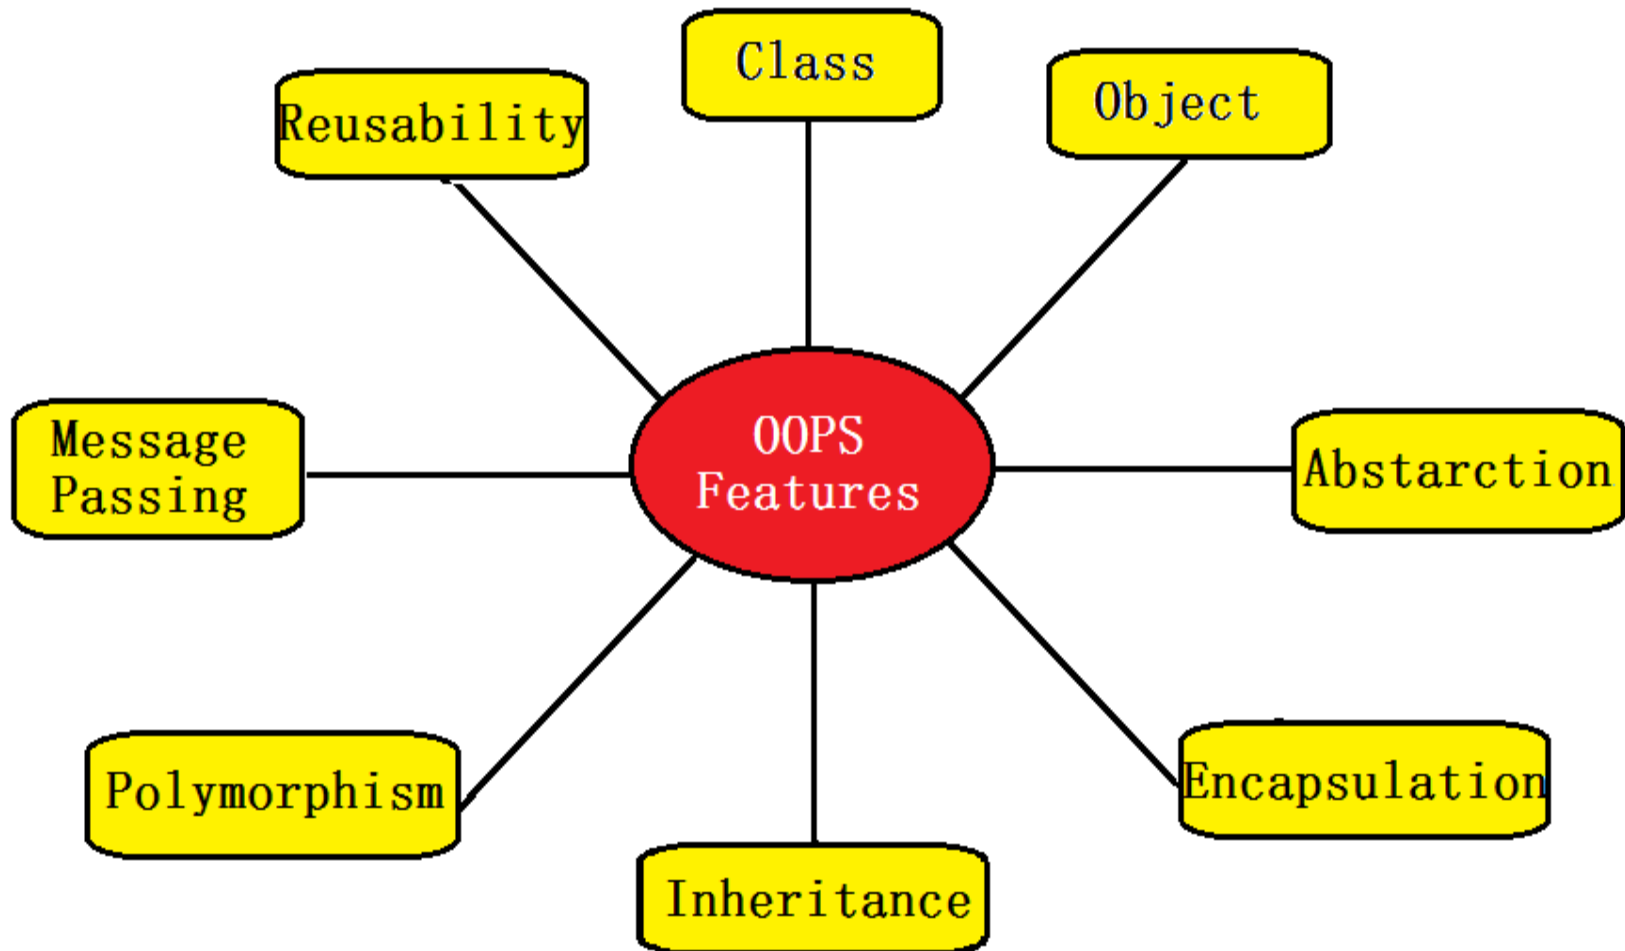 Class
Object
Reusability
OOPS
Features
Message
Passing
Abstarction
Polymorphism
Encapsulation
Inheritance